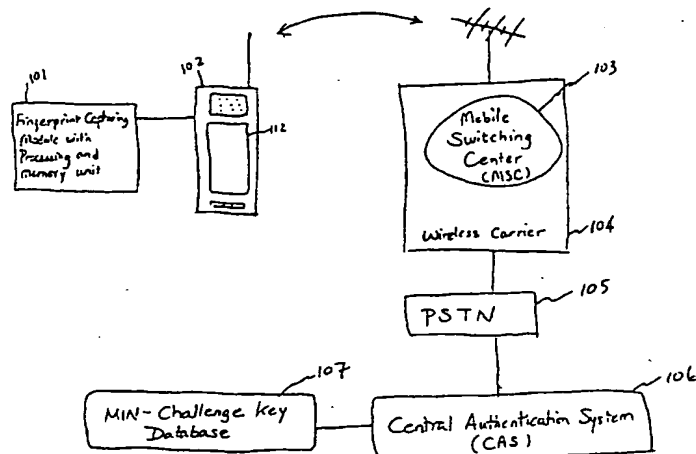 101
102
103
Fingerprint Capturing
Module with
Processing and
memory unit
112
Mobile
Switching
Center
(MSC)
Wireless Carrier
104
PSTN
105
107
106
MIN-Challenge Key
Database
Central Authentication System
(CAS)